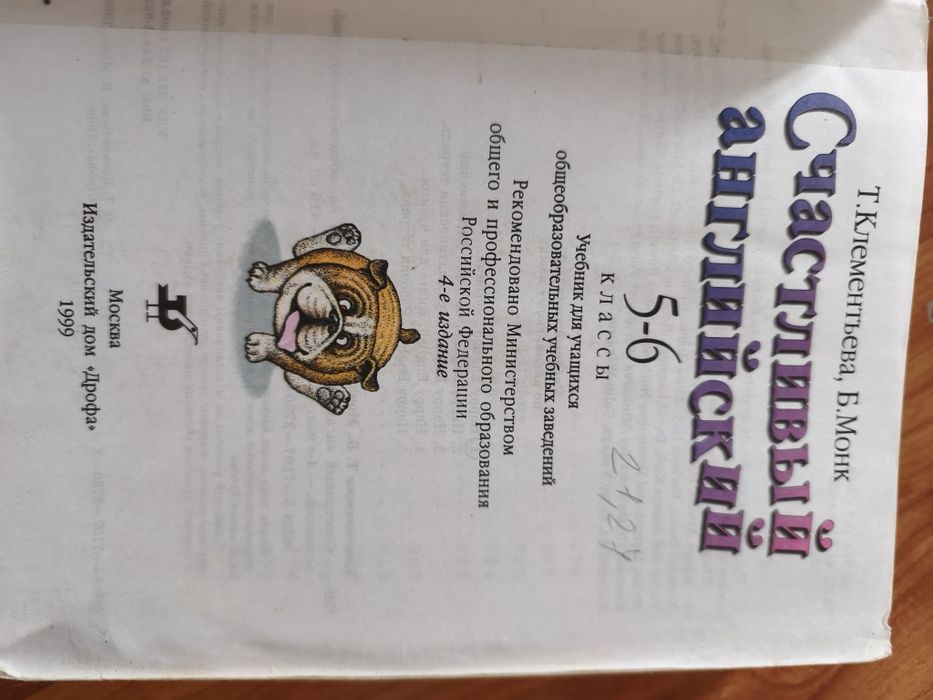 Т.Клементьева, Б.Монк
Счастливый
английский
5-6
классы
Учебник для учащихся
общеобразовательных учебных заведений
Рекомендовано Министерством
общего и профессионального образования
Российской Федерации
4-е издание
Москва
Издательский дом «Дрофа»
1999